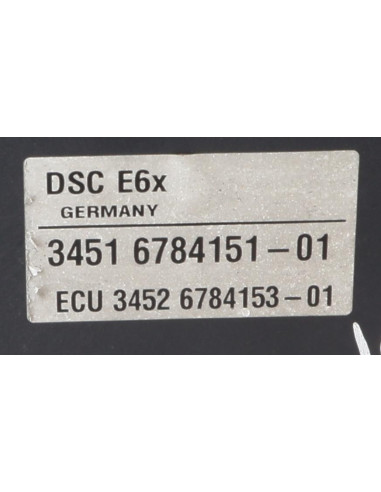 DSC E6x
GERMANY
3451 6784151-01
ECU 3452 6784153-01